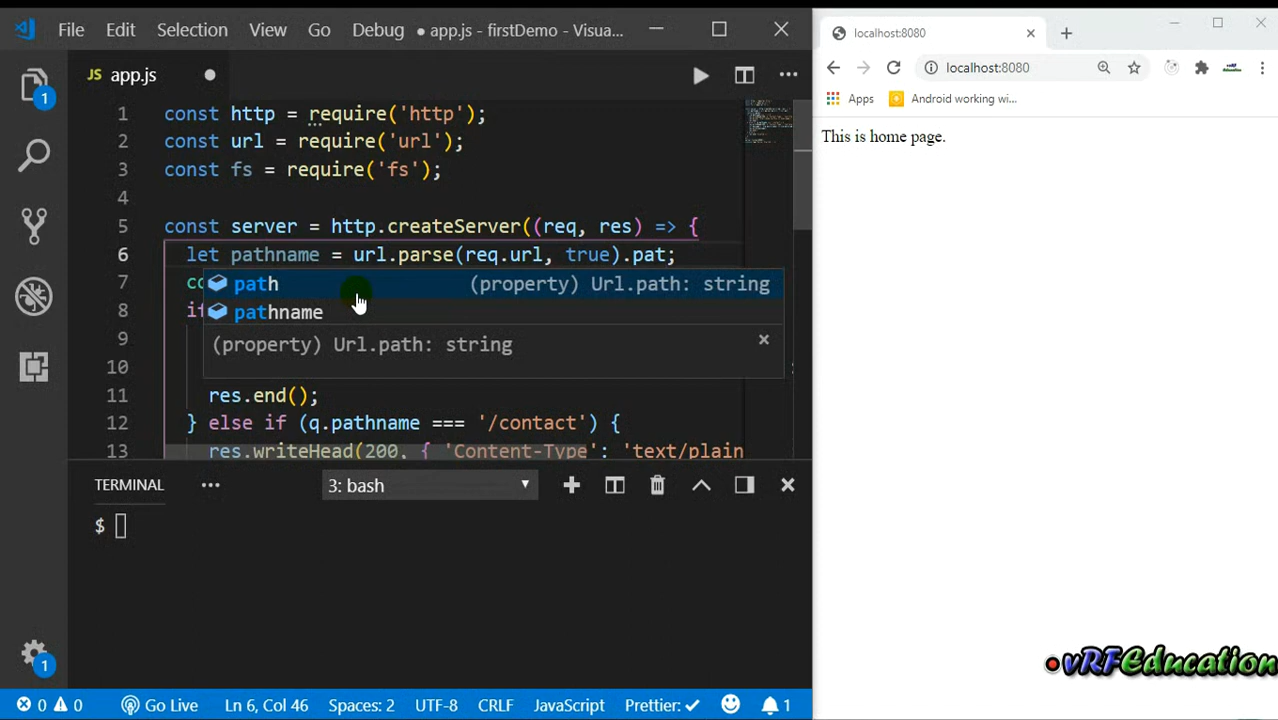 File Edit Selection View Go Debug ● app.js - firstDemo - Visua...
localhost:8080
localhost:8080
Apps Android working wi...
This is home page.
1
JS app.js
1 const http = require('http');
2 const url = require('url');
3 const fs = require('fs');
4
5 const server = http.createServer((req, res) => {
6 let pathname = url.parse(req.url, true).pat;
7 co
path (property) Url.path: string
8 if
pathname
9
(property) Url.path: string
10
11 res.end();
12 } else if (q.pathname === '/contact') {
13 res.writeHead(200, { 'Content-Type': 'text/plain
TERMINAL ... 3: bash
$
1
vRFEducation
0 0 Go Live Ln 6, Col 46 Spaces: 2 UTF-8 CRLF JavaScript Prettier: ✓ 1